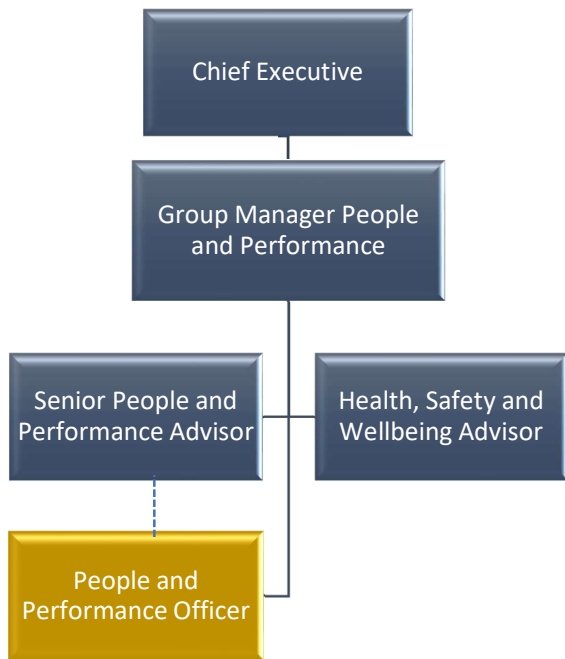 Chief Executive
Group Manager People
and Performance
Senior People and
Performance Advisor
Health, Safety and
Wellbeing Advisor
People and
Performance Officer